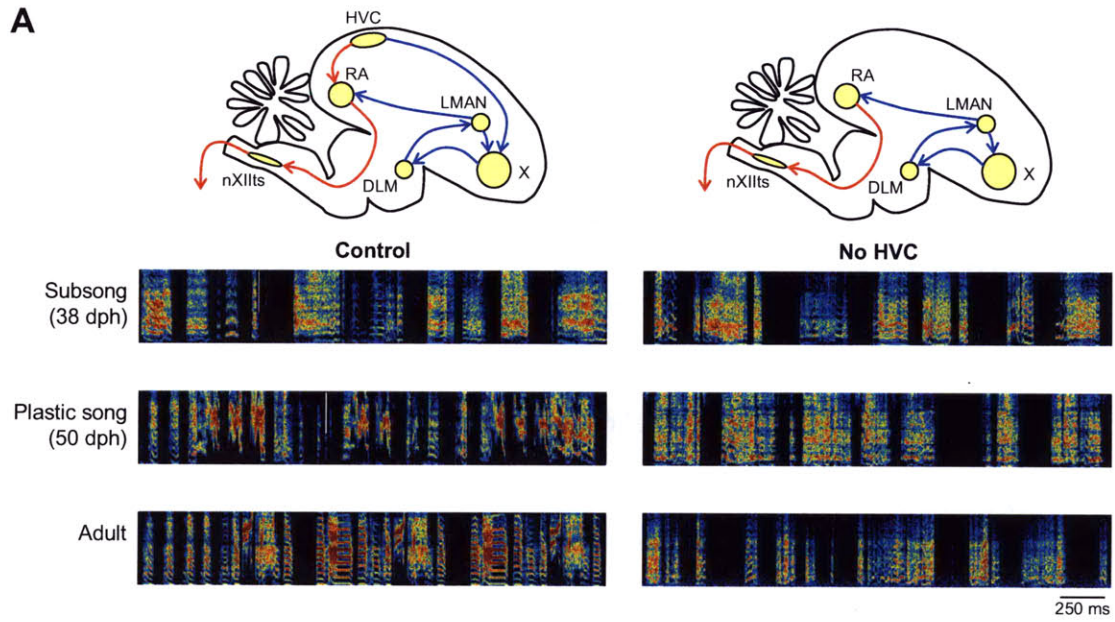 A
HVC
RA
LMAN
X
DLM
nXIIts
RA
LMAN
X
DLM
nXIIts
Control
No HVC
Subsong
(38 dph)
Plastic song
(50 dph)
Adult
250 ms